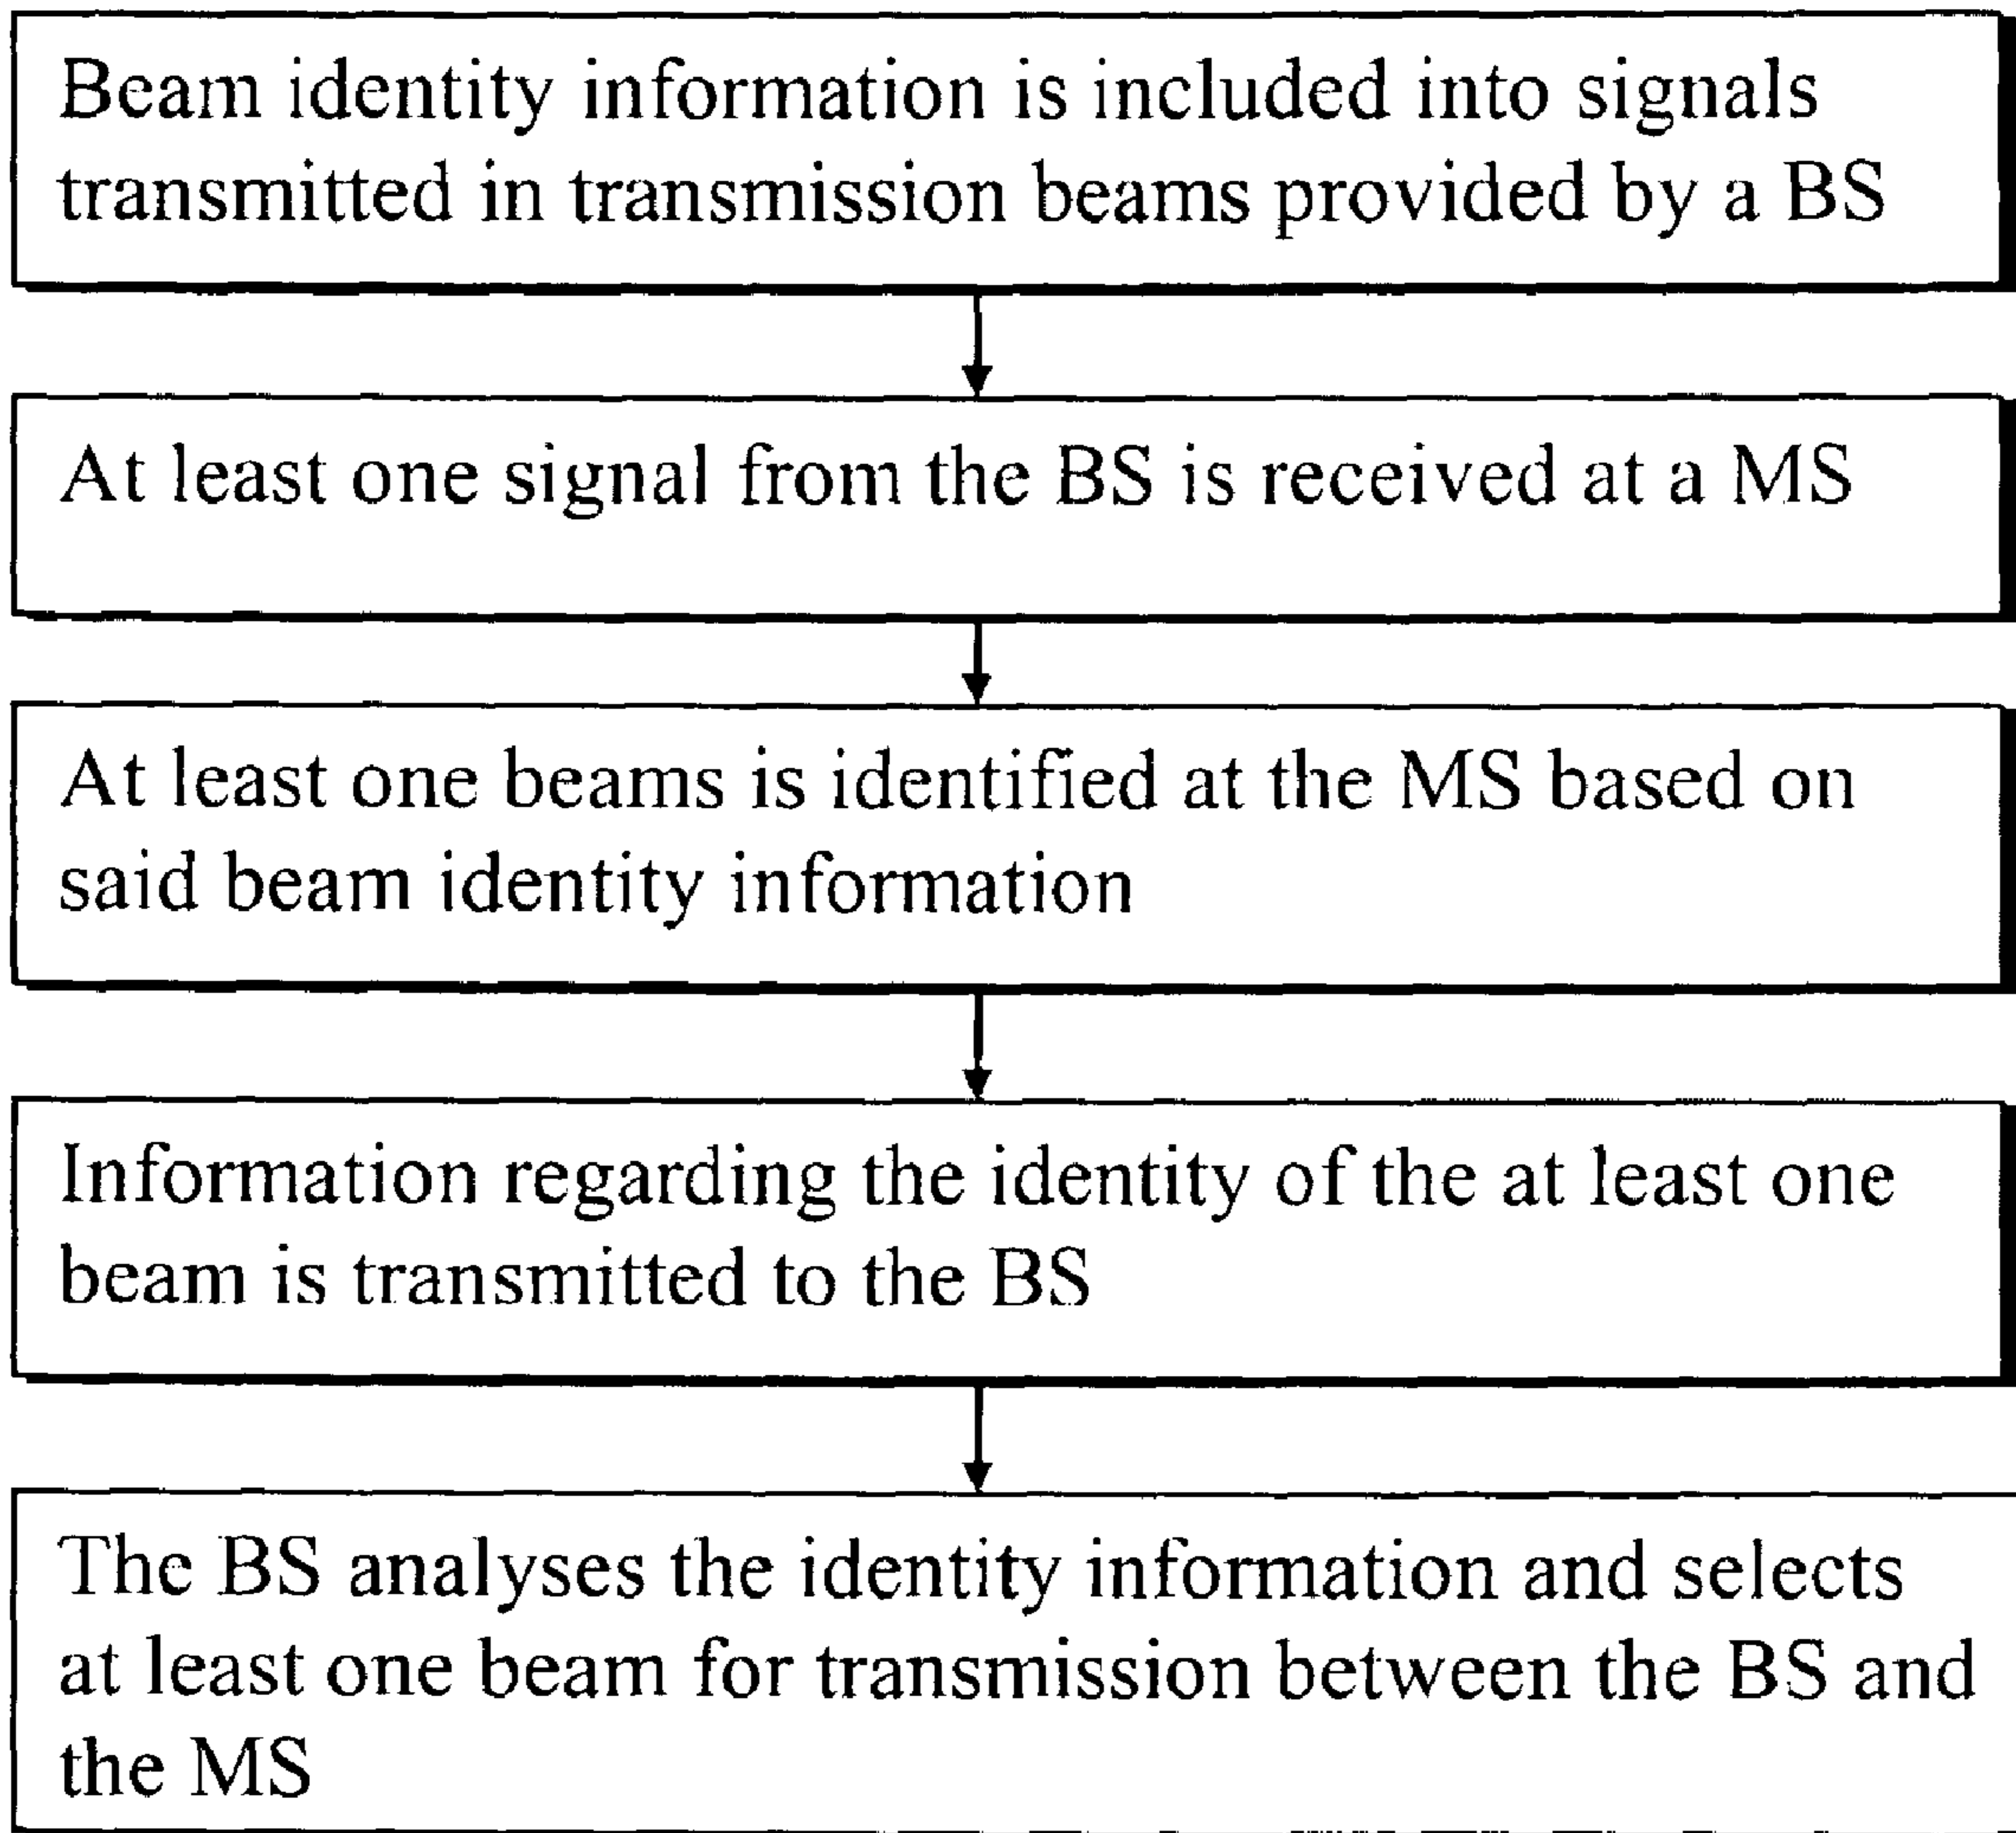 Beam identity information is included into signals
transmitted in transmission beams provided by a BS
At least one signal from the BS is received at a MS
At least one beams is identified at the MS based on
said beam identity information
Information regarding the identity of the at least one
beam is transmitted to the BS
The BS analyses the identity information and selects
at least one beam for transmission between the BS and
the MS